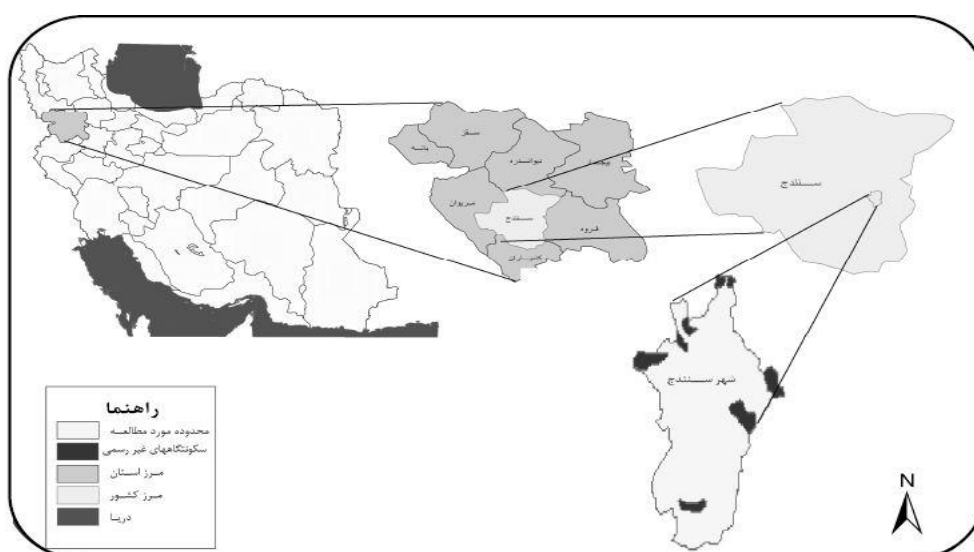 سقز
بانه
دیواندره
بیجار
مریوان
سنندج
قروه
کامیاران
سنندج
شهر سنندج
راهنما
محدوده مورد مطالعه
سکونتگاههای غیر رسمی
مرز استان
مرز کشور
دریا
N